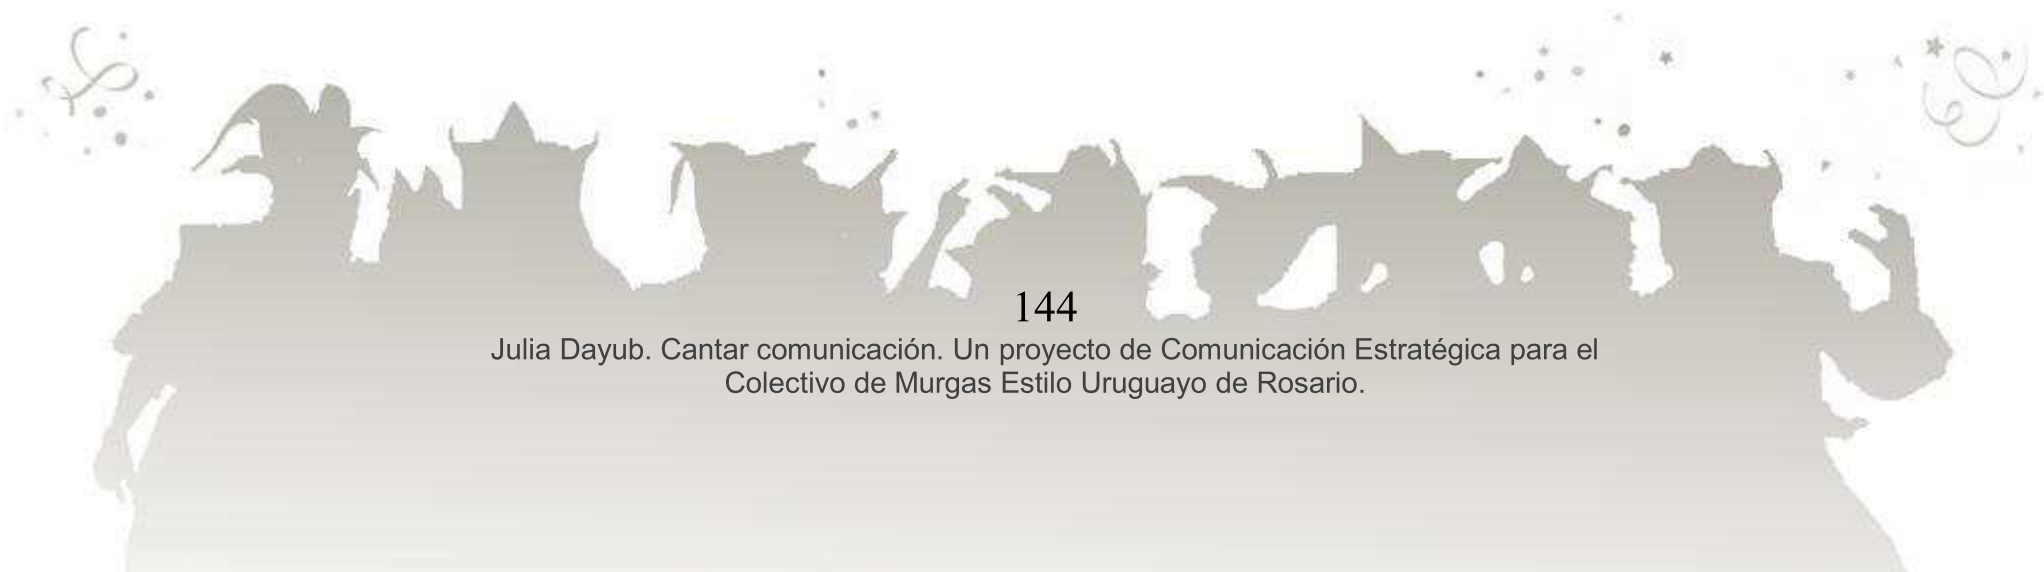 144
Julia Dayub. Cantar comunicación. Un proyecto de Comunicación Estratégica para el
Colectivo de Murgas Estilo Uruguayo de Rosario.